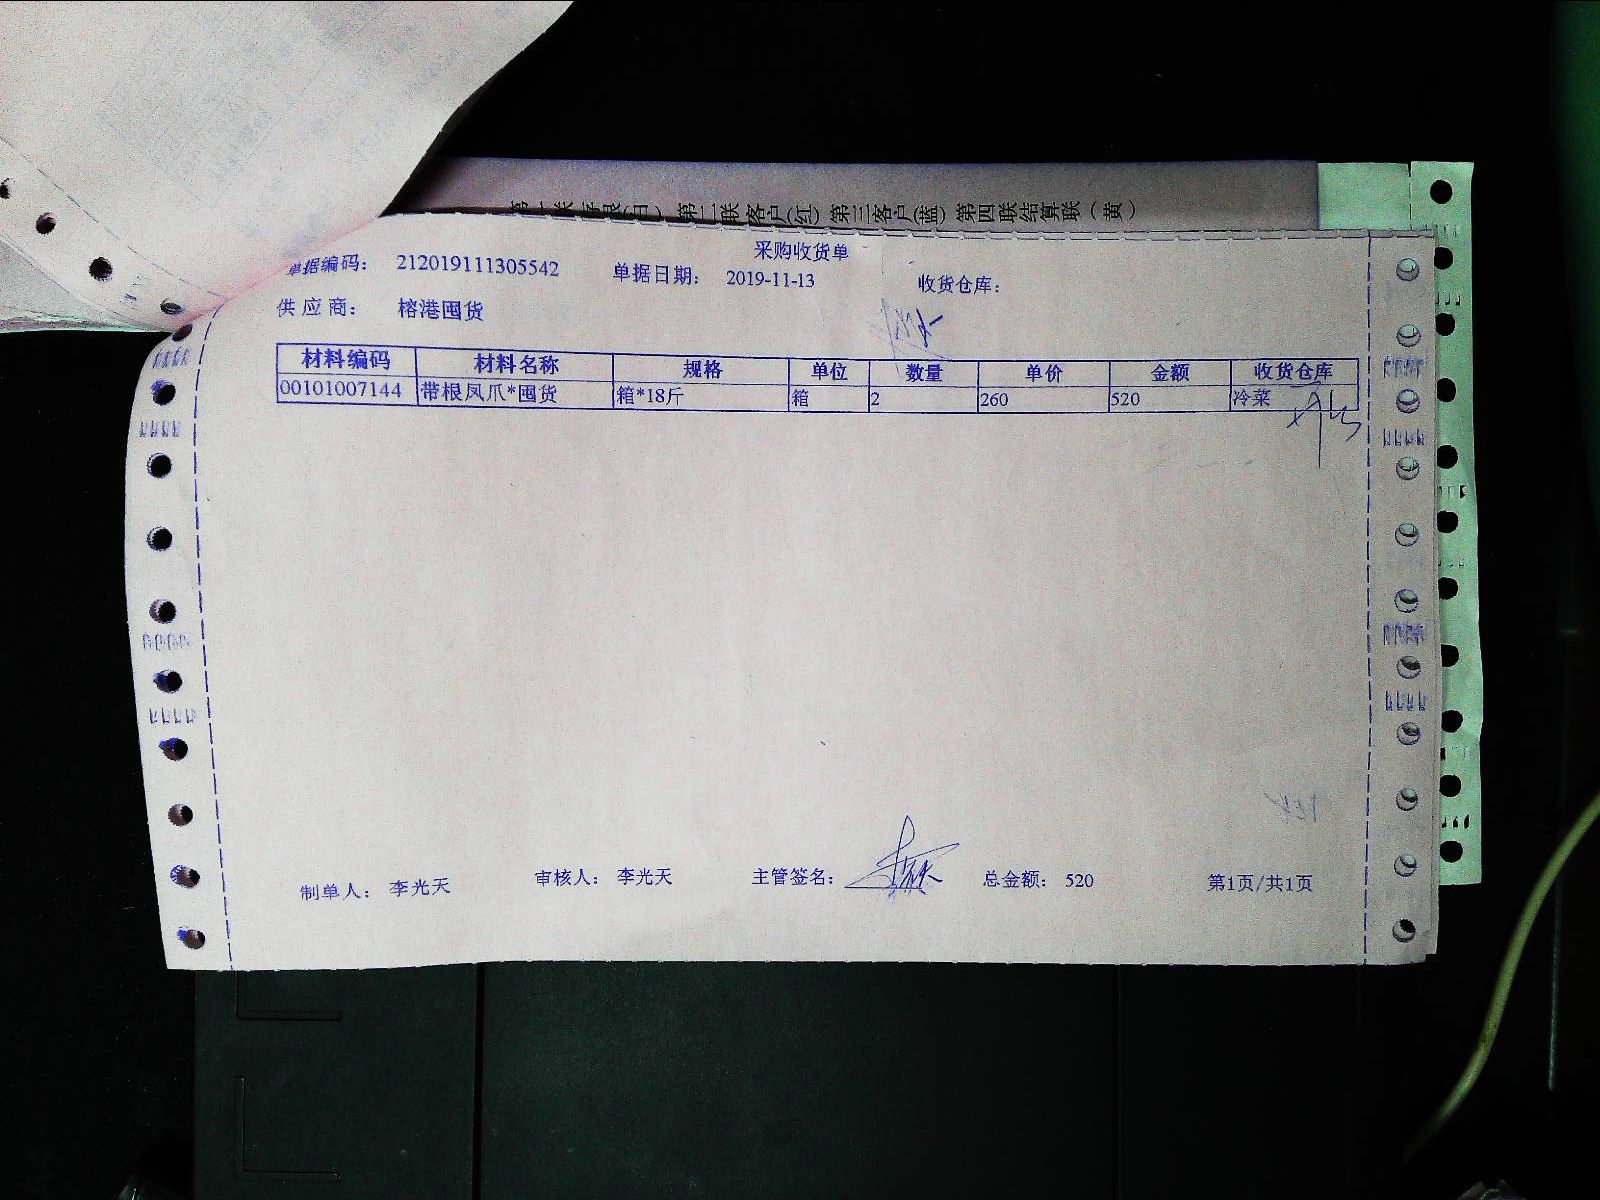 第二联客户(红) 第三客户(蓝) 第四联结算联(黄)
采购收货单
单据编码: 212019111305542 单据日期: 2019-11-13 收货仓库:
供应商: 榕港囤货
材料编码 材料名称 规格 单位 数量 单价 金额 收货仓库
00101007144 带根凤爪*囤货 箱*18斤 箱 2 260 520 冷菜
制单人: 李光天 审核人: 李光天 主管签名: 总金额: 520 第1页/共1页